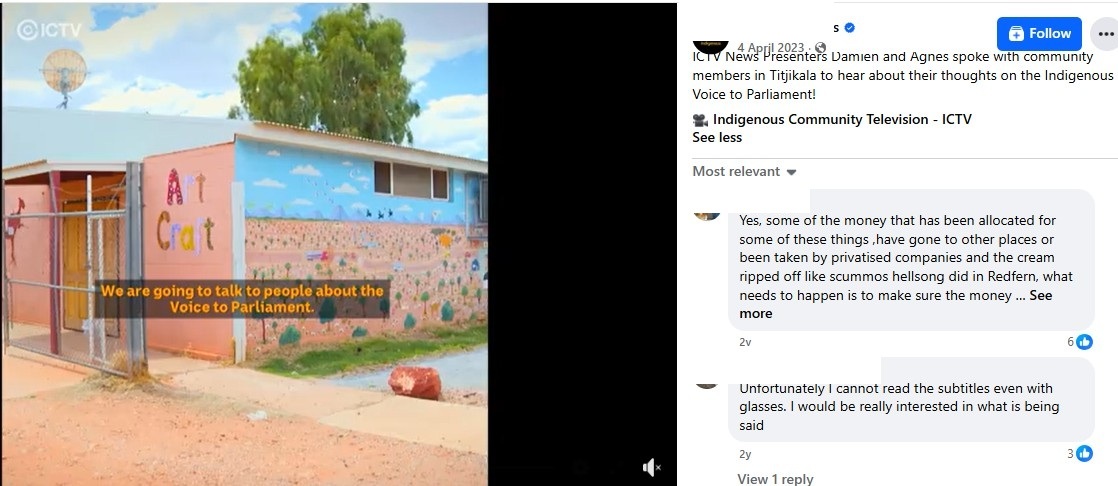 ICTV
Art
Craft
We are going to talk to people about the
Voice to Parliament.
s
Follow
4 April 2023 ·
ICTV News Presenters Damien and Agnes spoke with community
members in Titjikala to hear about their thoughts on the Indigenous
Voice to Parliament!
Indigenous Community Television - ICTV
See less
Most relevant
Yes, some of the money that has been allocated for
some of these things ,have gone to other places or
been taken by privatised companies and the cream
ripped off like scummos hellsong did in Redfern, what
needs to happen is to make sure the money ... See
more
2v
6
Unfortunately I cannot read the subtitles even with
glasses. I would be really interested in what is being
said
2y
3
View 1 reply